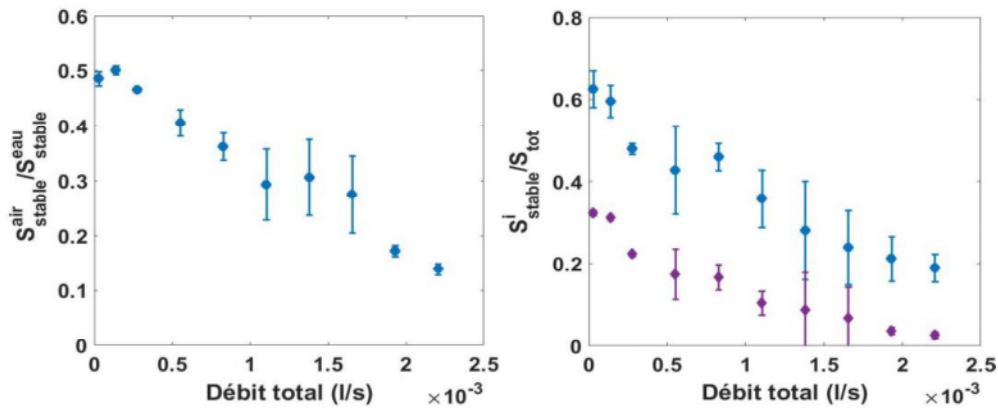 0.6
0.5
0.4
0.3
0.2
0.1
0
S^air_stable/S^eau_stable
0 0.5 1 1.5 2 2.5
Débit total (l/s) ×10^-3
0.8
0.6
0.4
0.2
0
S^i_stable/S_tot
0 0.5 1 1.5 2 2.5
Débit total (l/s) ×10^-3